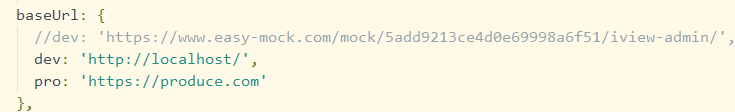 baseUrl: {
//dev: 'https://www.easy-mock.com/mock/5add9213ce4d0e69998a6f51/iview-admin/',
dev: 'http://localhost/',
pro: 'https://produce.com'
},